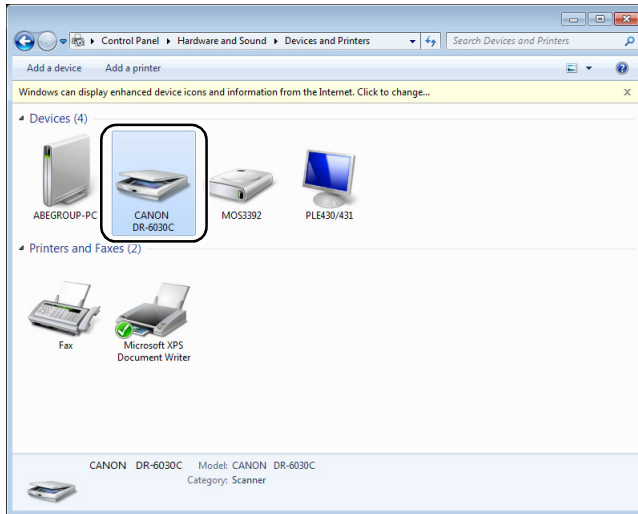 Control Panel Hardware and Sound Devices and Printers Search Devices and Printers
Add a device Add a printer
Windows can display enhanced device icons and information from the Internet. Click to change...
Devices (4)
ABEGROUP-PC CANON MOS3392 PLE430/431
DR-6030C
Printers and Faxes (2)
Fax Microsoft XPS
Document Writer
CANON DR-6030C Model: CANON DR-6030C
Category: Scanner